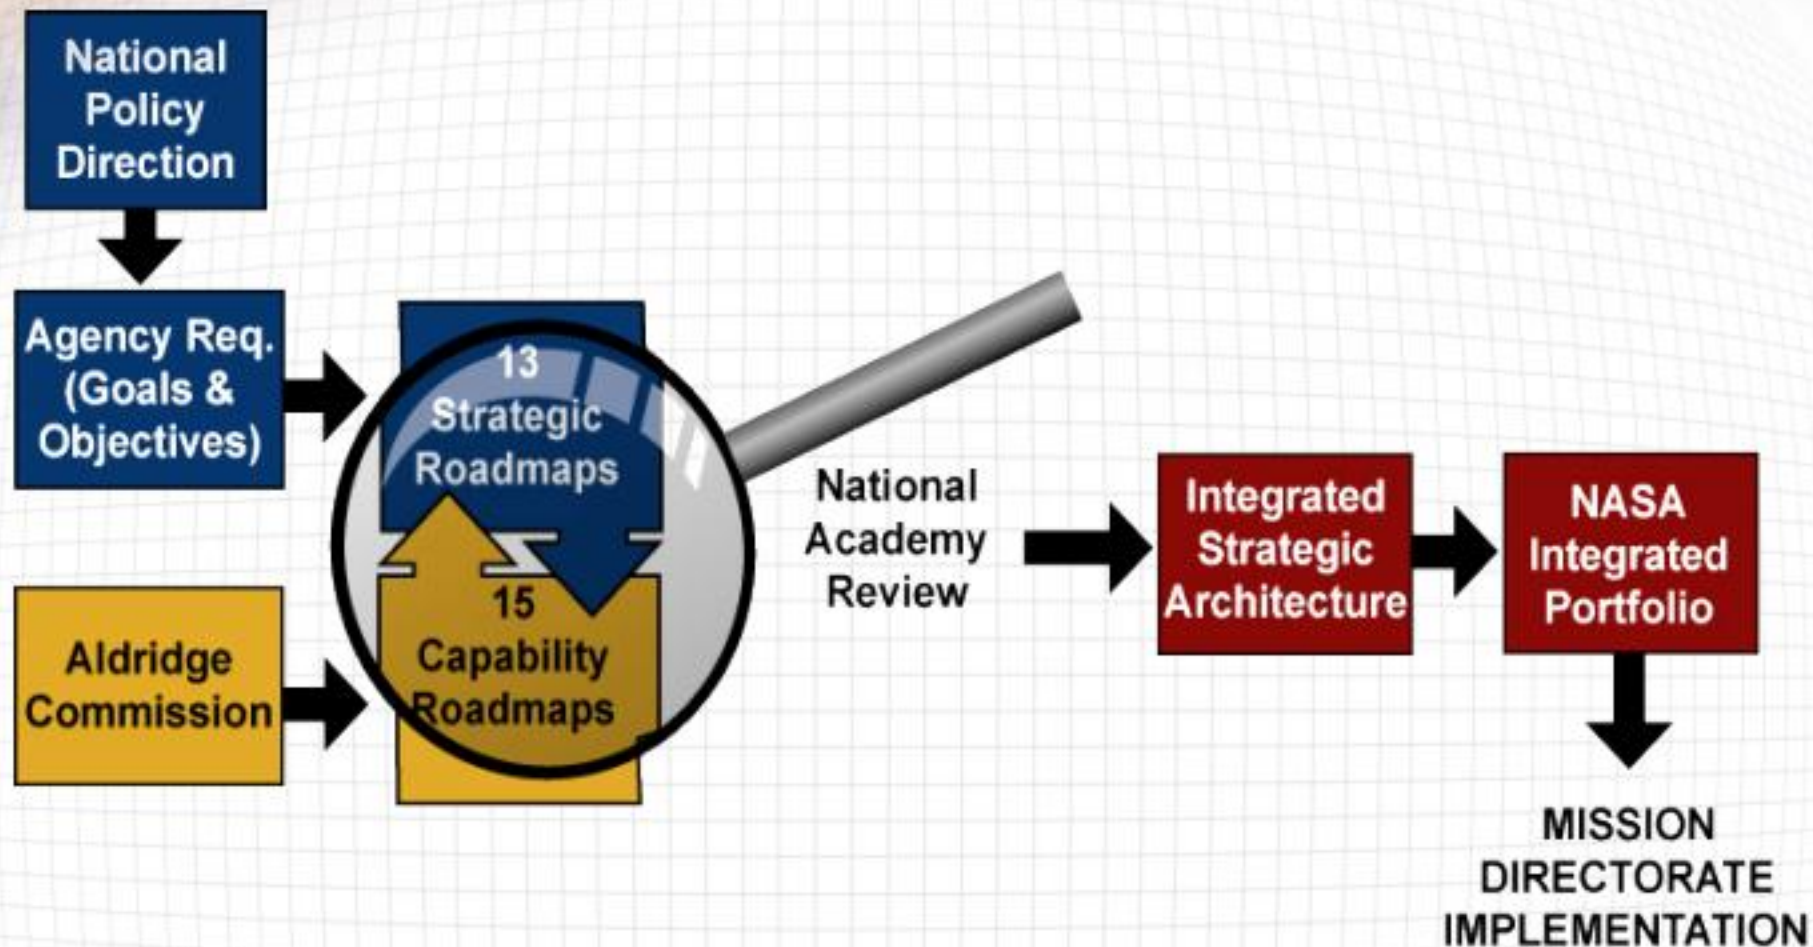 National
Policy
Direction
Agency Req.
(Goals &
Objectives)
13
Strategic
Roadmaps
15
Capability
Roadmaps
Aldridge
Commission
National
Academy
Review
Integrated
Strategic
Architecture
NASA
Integrated
Portfolio
MISSION
DIRECTORATE
IMPLEMENTATION